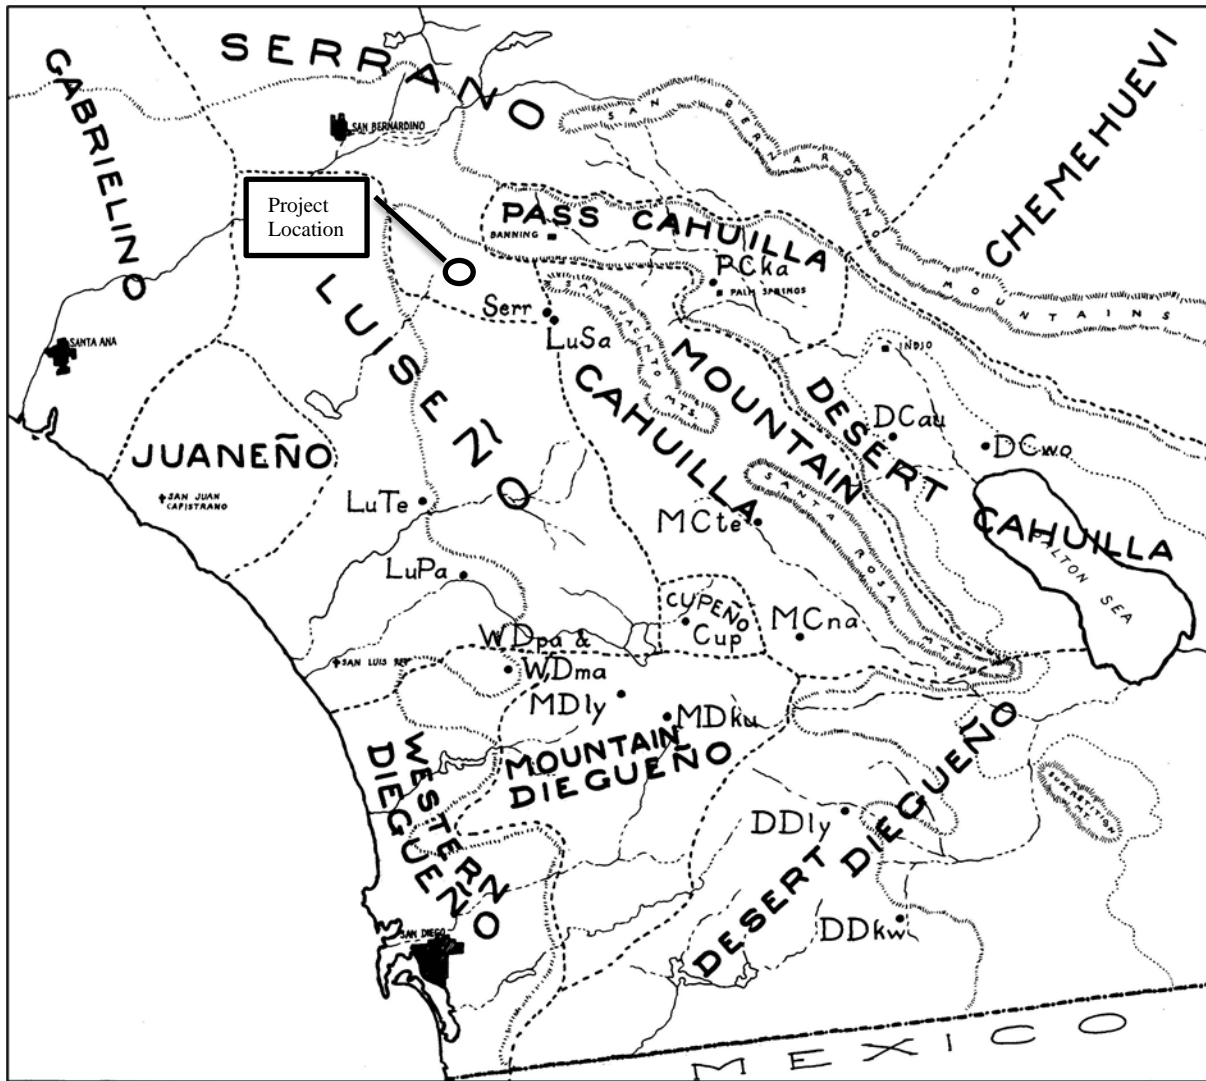 SERRANO
GABRIELINO
CHEMEHUEVI
SAN BERNARDINO
SAN BERNARDINO MOUNTAINS
Project
Location
PASS CAHUILLA
BANNING
PCka
PALM SPRINGS
LUISEÑO
Serr
LuSa
SAN JACINTO MTS.
SANTA ANA
INDIO
MOUNTAIN
CAHUILLA
DESERT
CAHUILLA
DCau
DCwo
JUANEÑO
SAN JUAN
CAPISTRANO
LuTe
MCte
SANTA ROSA MTS.
SALTON SEA
LuPa
CUPEÑO
Cup
MCna
WDpa &
WDma
SAN LUIS REY
MDly
MDku
MOUNTAIN
DIEGUEÑO
WESTERN
DIEGUEÑO
SUPERSTITION
MT.
DDly
DESERT DIEGUEÑO
DDkw
SAN DIEGO
MEXICO